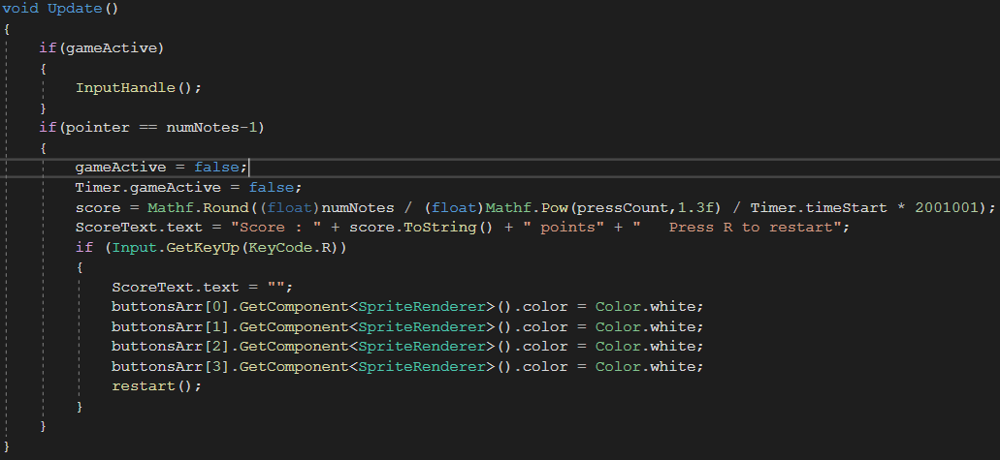 void Update()
{
if(gameActive)
{
InputHandle();
}
if(pointer == numNotes-1)
{
gameActive = false;
Timer.gameActive = false;
score = Mathf.Round((float)numNotes / (float)Mathf.Pow(pressCount,1.3f) / Timer.timeStart * 2001001);
ScoreText.text = "Score : " + score.ToString() + " points" + "   Press R to restart";
if (Input.GetKeyUp(KeyCode.R))
{
ScoreText.text = "";
buttonsArr[0].GetComponent<SpriteRenderer>().color = Color.white;
buttonsArr[1].GetComponent<SpriteRenderer>().color = Color.white;
buttonsArr[2].GetComponent<SpriteRenderer>().color = Color.white;
buttonsArr[3].GetComponent<SpriteRenderer>().color = Color.white;
restart();
}
}
}